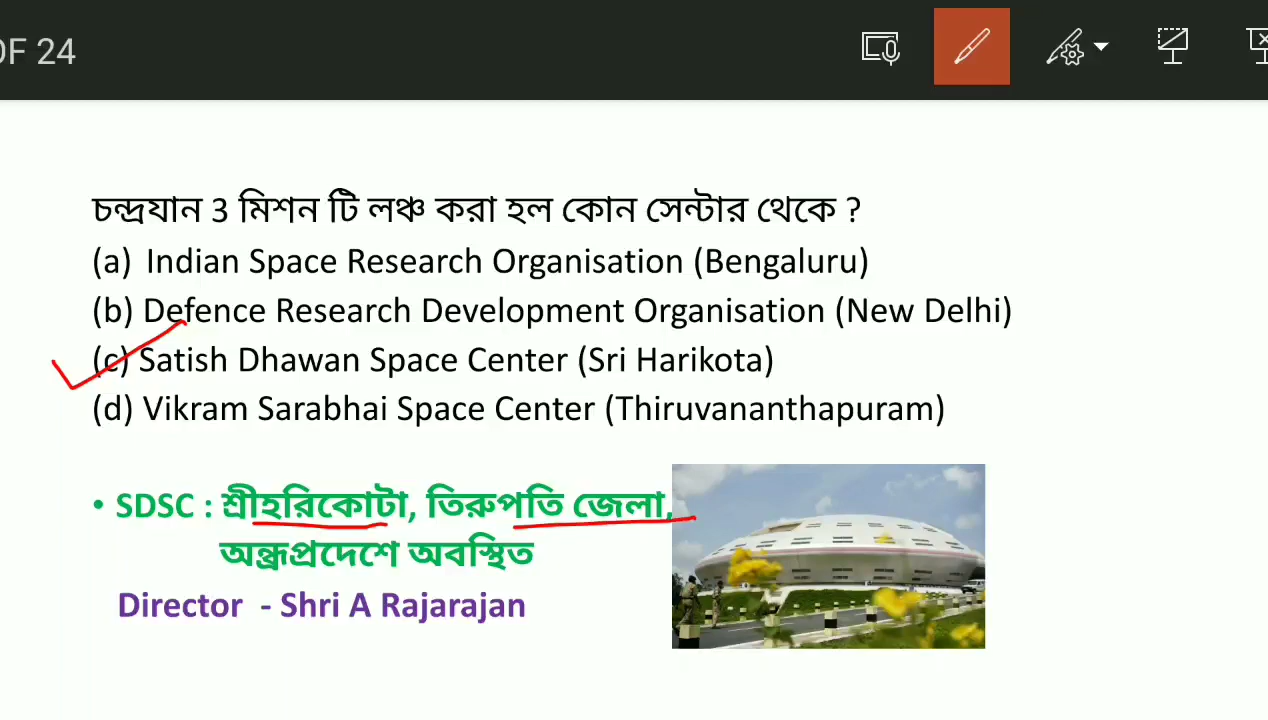 OF 24
চন্দ্রযান 3 মিশন টি লঞ্চ করা হল কোন সেন্টার থেকে ?
(a) Indian Space Research Organisation (Bengaluru)
(b) Defence Research Development Organisation (New Delhi)
(c) Satish Dhawan Space Center (Sri Harikota)
(d) Vikram Sarabhai Space Center (Thiruvananthapuram)
• SDSC : শ্রীহরিকোটা, তিরুপতি জেলা,
অন্ধ্রপ্রদেশে অবস্থিত
Director - Shri A Rajarajan